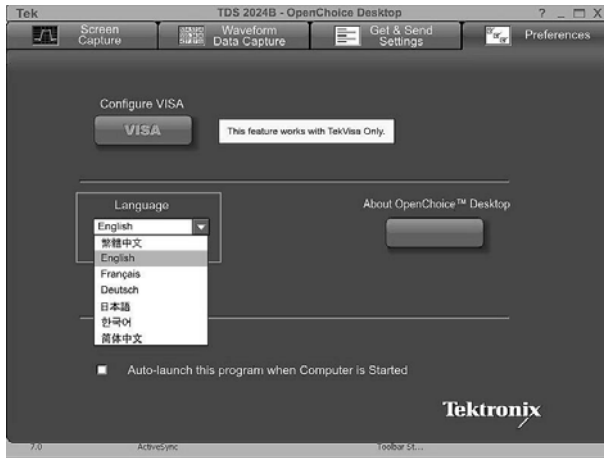 Tek
TDS 2024B - OpenChoice Desktop
? _ □ X
Screen
Capture
Waveform
Data Capture
Get & Send
Settings
Preferences
Configure VISA
VISA
This feature works with TekVisa Only.
Language
About OpenChoice™ Desktop
English
繁體中文
English
Français
Deutsch
日本語
한국어
简体中文
Auto-launch this program when Computer is Started
Tektronix
7.0 ActiveSync Toolbar St...